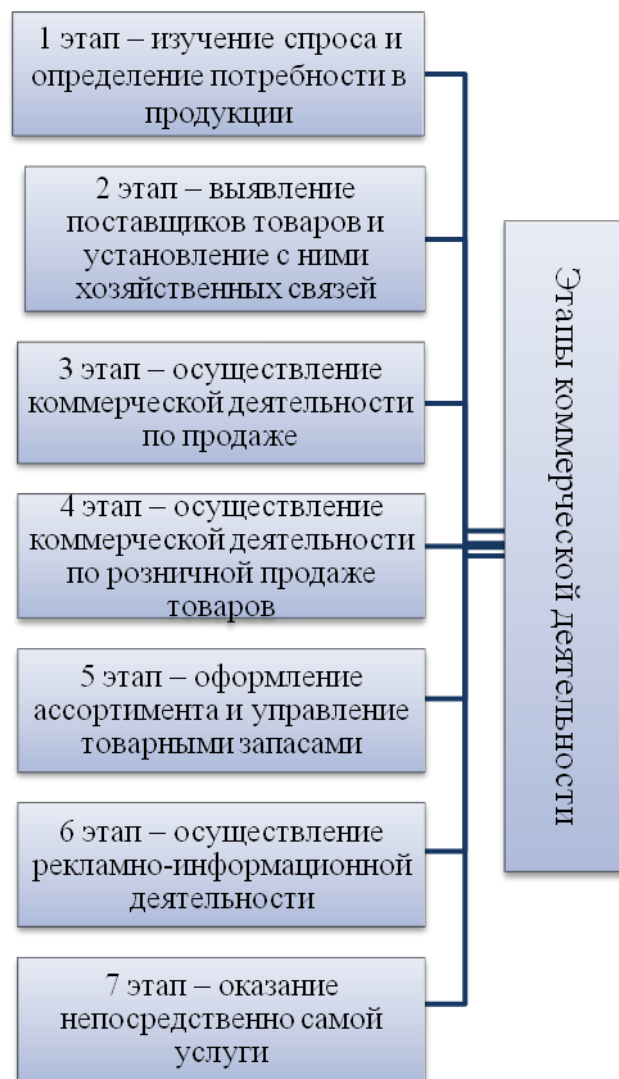 1 этап – изучение спроса и
определение потребности в
продукции
2 этап – выявление
поставщиков товаров и
установление с ними
хозяйственных связей
3 этап – осуществление
коммерческой деятельности
по продаже
4 этап – осуществление
коммерческой деятельности
по розничной продаже
товаров
5 этап – оформление
ассортимента и управление
товарными запасами
6 этап – осуществление
рекламно-информационной
деятельности
7 этап – оказание
непосредственно самой
услуги
Этапы коммерческой деятельности